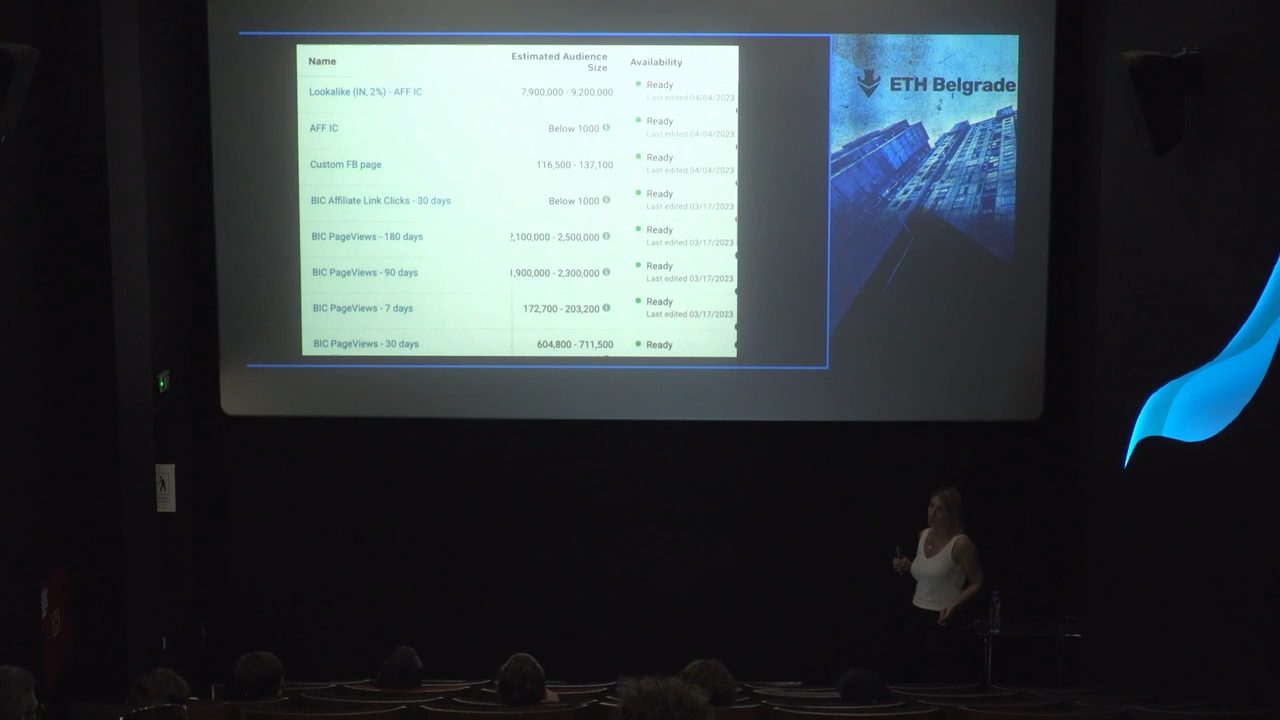 Name Estimated Audience Size Availability
Lookalike (IN, 2%) - AFF IC 7,900,000 - 9,200,000 Ready
Last edited 04/04/2023
AFF IC Below 1000 Ready
Last edited 04/04/2023
Custom FB page 116,500 - 137,100 Ready
Last edited 04/04/2023
BIC Affiliate Link Clicks - 30 days Below 1000 Ready
Last edited 03/17/2023
BIC PageViews - 180 days 2,100,000 - 2,500,000 Ready
Last edited 03/17/2023
BIC PageViews - 90 days 1,900,000 - 2,300,000 Ready
Last edited 03/17/2023
BIC PageViews - 7 days 172,700 - 203,200 Ready
Last edited 03/17/2023
BIC PageViews - 30 days 604,800 - 711,500 Ready
ETH Belgrade